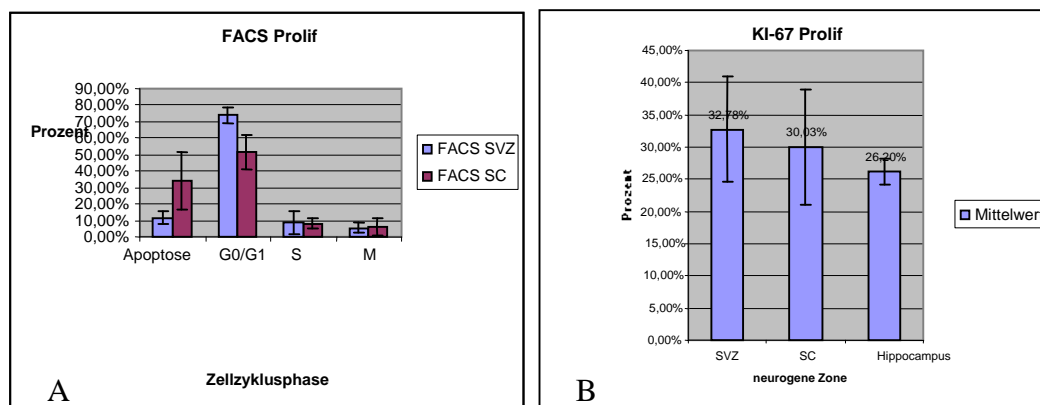 FACS Prolif
90,00%
80,00%
70,00%
60,00%
50,00%
40,00%
30,00%
20,00%
10,00%
0,00%
Prozent
Apoptose G0/G1 S M
Zellzyklusphase
FACS SVZ
FACS SC
A
KI-67 Prolif
45,00%
40,00%
35,00%
30,00%
25,00%
20,00%
15,00%
10,00%
5,00%
0,00%
Prozent
32,78%
30,03%
26,20%
SVZ SC Hippocampus
neurogene Zone
Mittelwert
B